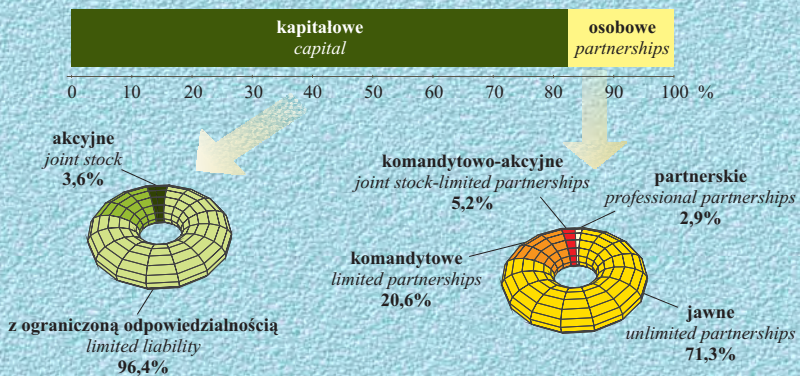 kapitałowe
capital
osobowe
partnerships
0 10 20 30 40 50 60 70 80 90 100 %
akcyjne
joint stock
3,6%
komandytowo-akcyjne
joint stock-limited partnerships
5,2%
partnerskie
professional partnerships
2,9%
komandytowe
limited partnerships
20,6%
z ograniczoną odpowiedzialnością
limited liability
96,4%
jawne
unlimited partnerships
71,3%